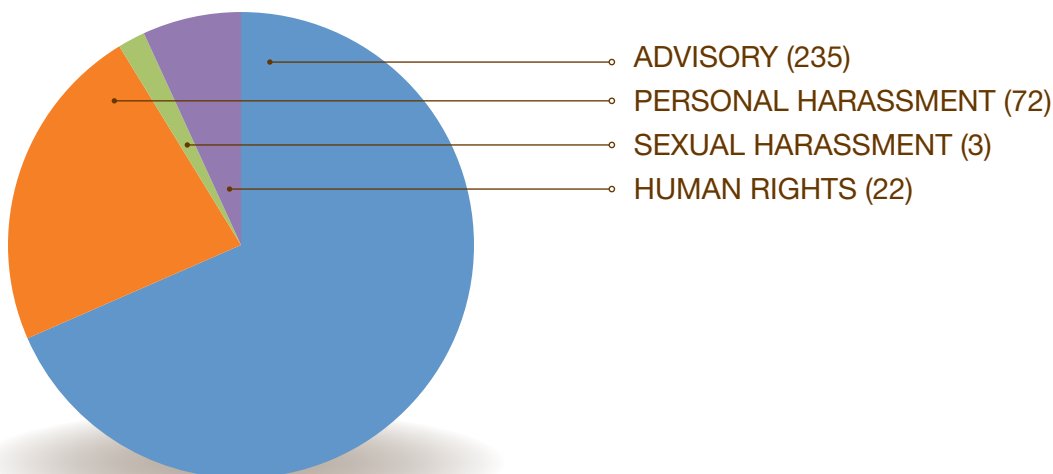 ADVISORY (235)
PERSONAL HARASSMENT (72)
SEXUAL HARASSMENT (3)
HUMAN RIGHTS (22)